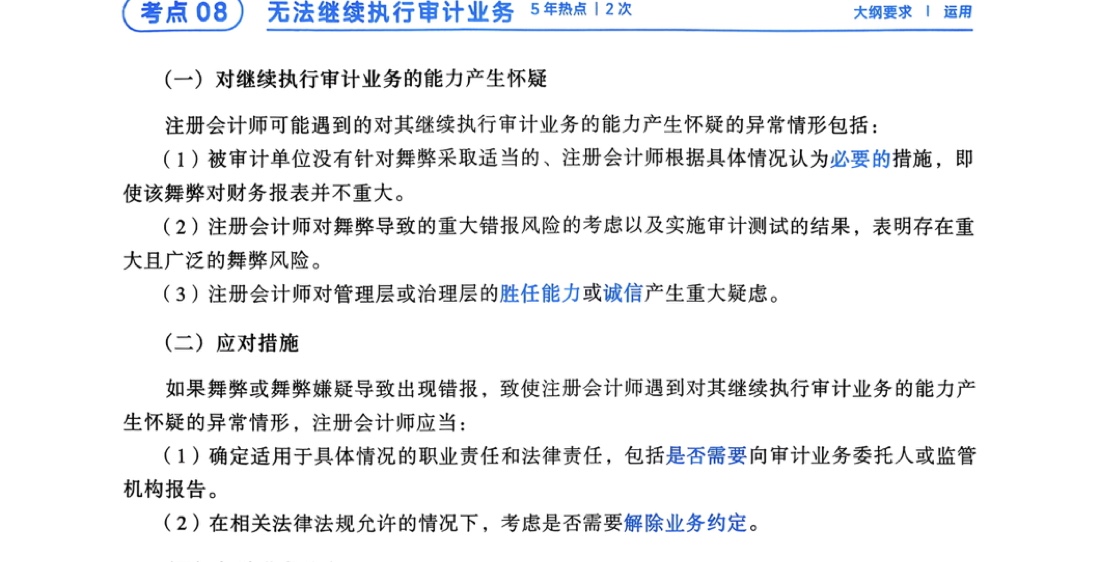 考点 08 无法继续执行审计业务 5年热点 | 2次 大纲要求 | 运用
（一）对继续执行审计业务的能力产生怀疑
注册会计师可能遇到的对其继续执行审计业务的能力产生怀疑的异常情形包括：
（1）被审计单位没有针对舞弊采取适当的、注册会计师根据具体情况认为必要的措施，即
使该舞弊对财务报表并不重大。
（2）注册会计师对舞弊导致的重大错报风险的考虑以及实施审计测试的结果，表明存在重
大且广泛的舞弊风险。
（3）注册会计师对管理层或治理层的胜任能力或诚信产生重大疑虑。
（二）应对措施
如果舞弊或舞弊嫌疑导致出现错报，致使注册会计师遇到对其继续执行审计业务的能力产
生怀疑的异常情形，注册会计师应当：
（1）确定适用于具体情况的职业责任和法律责任，包括是否需要向审计业务委托人或监管
机构报告。
（2）在相关法律法规允许的情况下，考虑是否需要解除业务约定。